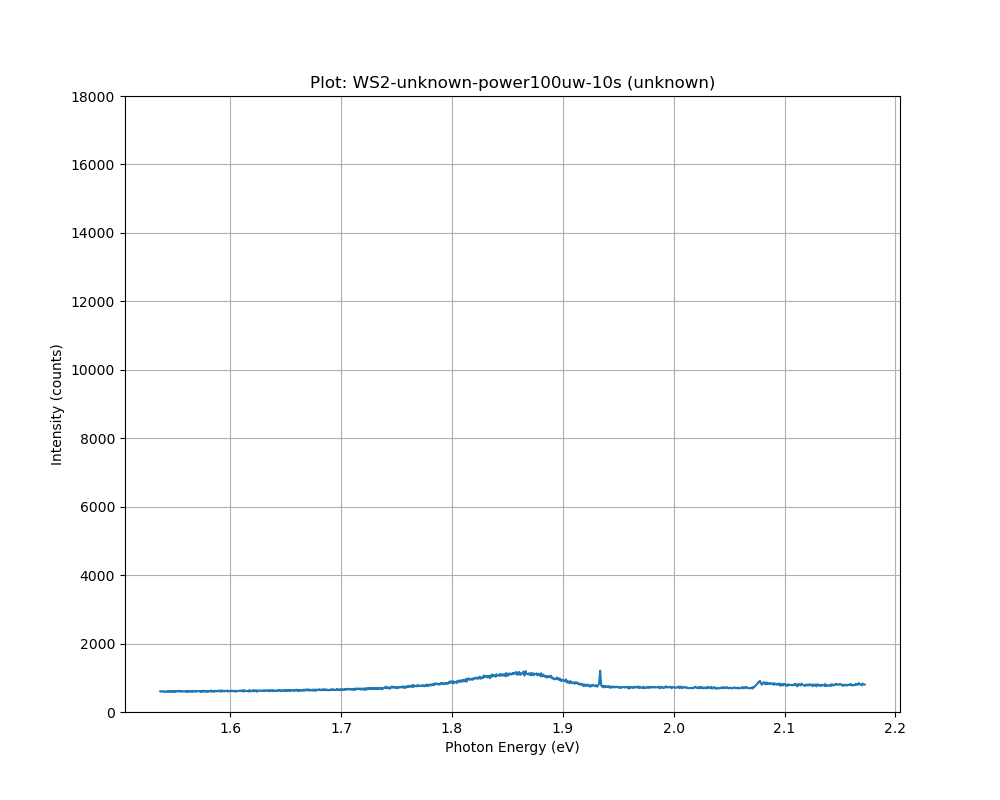 Plot: WS2-unknown-power100uw-10s (unknown)
18000
16000
14000
12000
10000
8000
6000
4000
2000
0
Intensity (counts)
1.6 1.7 1.8 1.9 2.0 2.1 2.2
Photon Energy (eV)